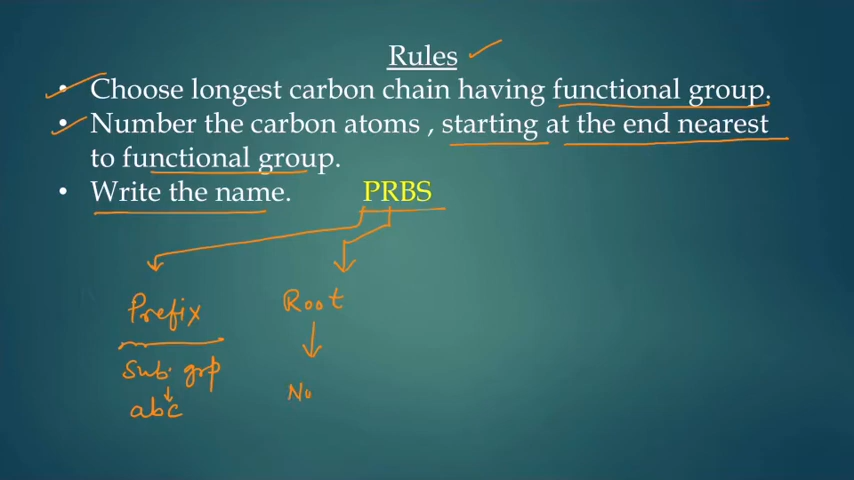 Rules
• Choose longest carbon chain having functional group.
• Number the carbon atoms , starting at the end nearest
to functional group.
• Write the name. PRBS
Prefix Root
Sub. grp
abc No